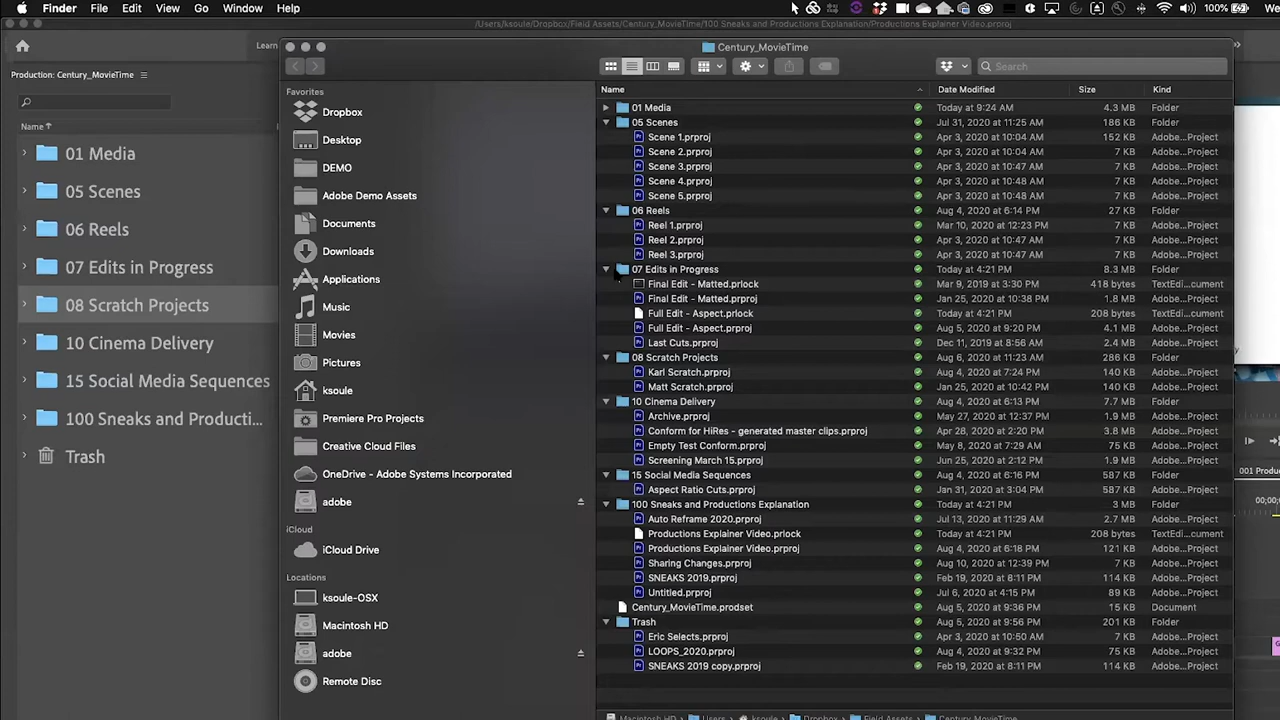 Finder File Edit View Go Window Help 100% We
/Users/ksoule/Dropbox/Field Assets/Century_MovieTime/100 Sneaks and Productions Explanation/Productions Explainer Video.prproj
Learn
Century_MovieTime
Production: Century_MovieTime
Search
Name
01 Media
05 Scenes
06 Reels
07 Edits in Progress
08 Scratch Projects
10 Cinema Delivery
15 Social Media Sequences
100 Sneaks and Producti...
Trash
Favorites
Dropbox
Desktop
DEMO
Adobe Demo Assets
Documents
Downloads
Applications
Music
Movies
Pictures
ksoule
Premiere Pro Projects
Creative Cloud Files
OneDrive - Adobe Systems Incorporated
adobe
iCloud
iCloud Drive
Locations
ksoule-OSX
Macintosh HD
adobe
Remote Disc
Name Date Modified Size Kind
01 Media Today at 9:24 AM 4.3 MB Folder
05 Scenes Jul 31, 2020 at 11:25 AM 186 KB Folder
Scene 1.prproj Apr 3, 2020 at 10:04 AM 152 KB Adobe...Project
Scene 2.prproj Apr 3, 2020 at 10:04 AM 7 KB Adobe...Project
Scene 3.prproj Apr 3, 2020 at 10:47 AM 7 KB Adobe...Project
Scene 4.prproj Apr 3, 2020 at 10:48 AM 7 KB Adobe...Project
Scene 5.prproj Apr 3, 2020 at 10:48 AM 7 KB Adobe...Project
06 Reels Aug 4, 2020 at 6:14 PM 27 KB Folder
Reel 1.prproj Mar 10, 2020 at 12:23 PM 7 KB Adobe...Project
Reel 2.prproj Apr 3, 2020 at 10:47 AM 7 KB Adobe...Project
Reel 3.prproj Apr 3, 2020 at 10:47 AM 7 KB Adobe...Project
07 Edits in Progress Today at 4:21 PM 8.3 MB Folder
Final Edit - Matted.prlock Mar 9, 2019 at 3:30 PM 418 bytes TextEdi...cument
Final Edit - Matted.prproj Jan 25, 2020 at 10:38 PM 1.8 MB Adobe...Project
Full Edit - Aspect.prlock Today at 4:21 PM 208 bytes TextEdi...cument
Full Edit - Aspect.prproj Aug 5, 2020 at 9:20 PM 4.1 MB Adobe...Project
Last Cuts.prproj Dec 11, 2019 at 8:56 AM 2.4 MB Adobe...Project
08 Scratch Projects Aug 6, 2020 at 11:23 AM 286 KB Folder
Karl Scratch.prproj Aug 4, 2020 at 7:24 PM 140 KB Adobe...Project
Matt Scratch.prproj Jan 25, 2020 at 10:42 PM 140 KB Adobe...Project
10 Cinema Delivery Aug 4, 2020 at 6:13 PM Folder
Archive.prproj May 27, 2020 at 12:37 PM 1.9 MB Adobe...Project
Conform for HiRes - generated master clips.prproj Apr 28, 2020 at 2:20 PM 3.8 MB Adobe...Project
Empty Test Conform.prproj May 8, 2020 at 7:29 AM 75 KB Adobe...Project
Screening March 15.prproj Jun 25, 2020 at 2:12 PM 1.9 MB Adobe...Project
15 Social Media Sequences Aug 4, 2020 at 6:16 PM 587 KB Folder
Aspect Ratio Cuts.prproj Jan 31, 2020 at 3:04 PM 587 KB Adobe...Project
100 Sneaks and Productions Explanation Today at 4:21 PM 3 MB Folder
Auto Reframe 2020.prproj Jul 13, 2020 at 11:29 AM 2.7 MB Adobe...Project
Productions Explainer Video.prlock Today at 4:21 PM 208 bytes TextEdi...cument
Productions Explainer Video.prproj Aug 4, 2020 at 6:18 PM 121 KB Adobe...Project
Sharing Changes.prproj Aug 10, 2020 at 12:39 PM Adobe...Project
SNEAKS 2019.prproj Feb 19, 2020 at 8:11 PM 114 KB Adobe...Project
Untitled.prproj Jul 6, 2020 at 4:15 PM 89 KB Adobe...Project
Century_MovieTime.prodset Aug 5, 2020 at 9:36 PM 15 KB Document
Trash Aug 5, 2020 at 9:56 PM 201 KB Folder
Eric Selects.prproj Apr 3, 2020 at 10:50 AM 7 KB Adobe...Project
LOOPS_2020.prproj Aug 4, 2020 at 9:32 AM 79 KB Adobe...Project
SNEAKS 2019 copy.prproj Feb 19, 2020 at 8:11 PM 114 KB Adobe...Project
Macintosh HD Users ksoule Dropbox Field Assets Century_MovieTime
001 Produ
00;00;